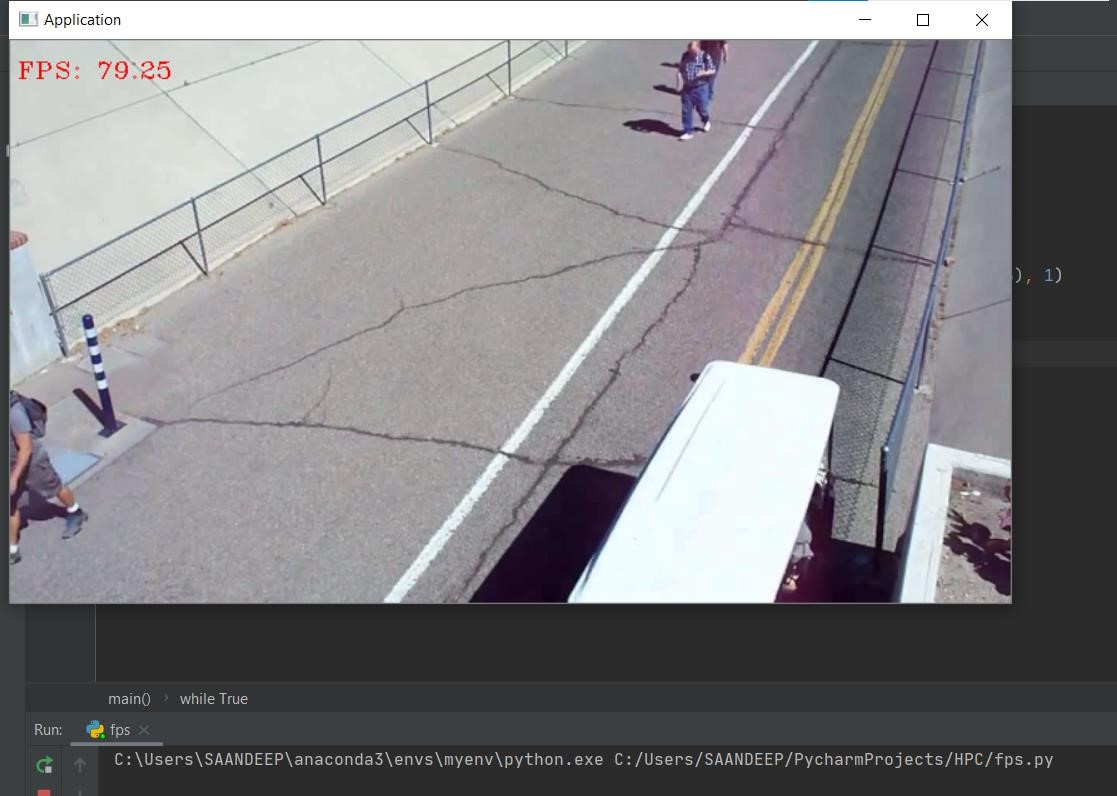 Application
FPS: 79.25
), 1)
main() › while True
Run: fps
C:\Users\SAANDEEP\anaconda3\envs\myenv\python.exe C:/Users/SAANDEEP/PycharmProjects/HPC/fps.py